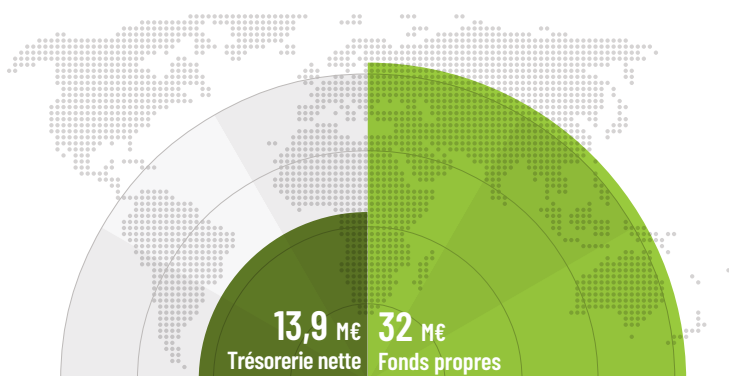 13,9 M€
Trésorerie nette
32 M€
Fonds propres